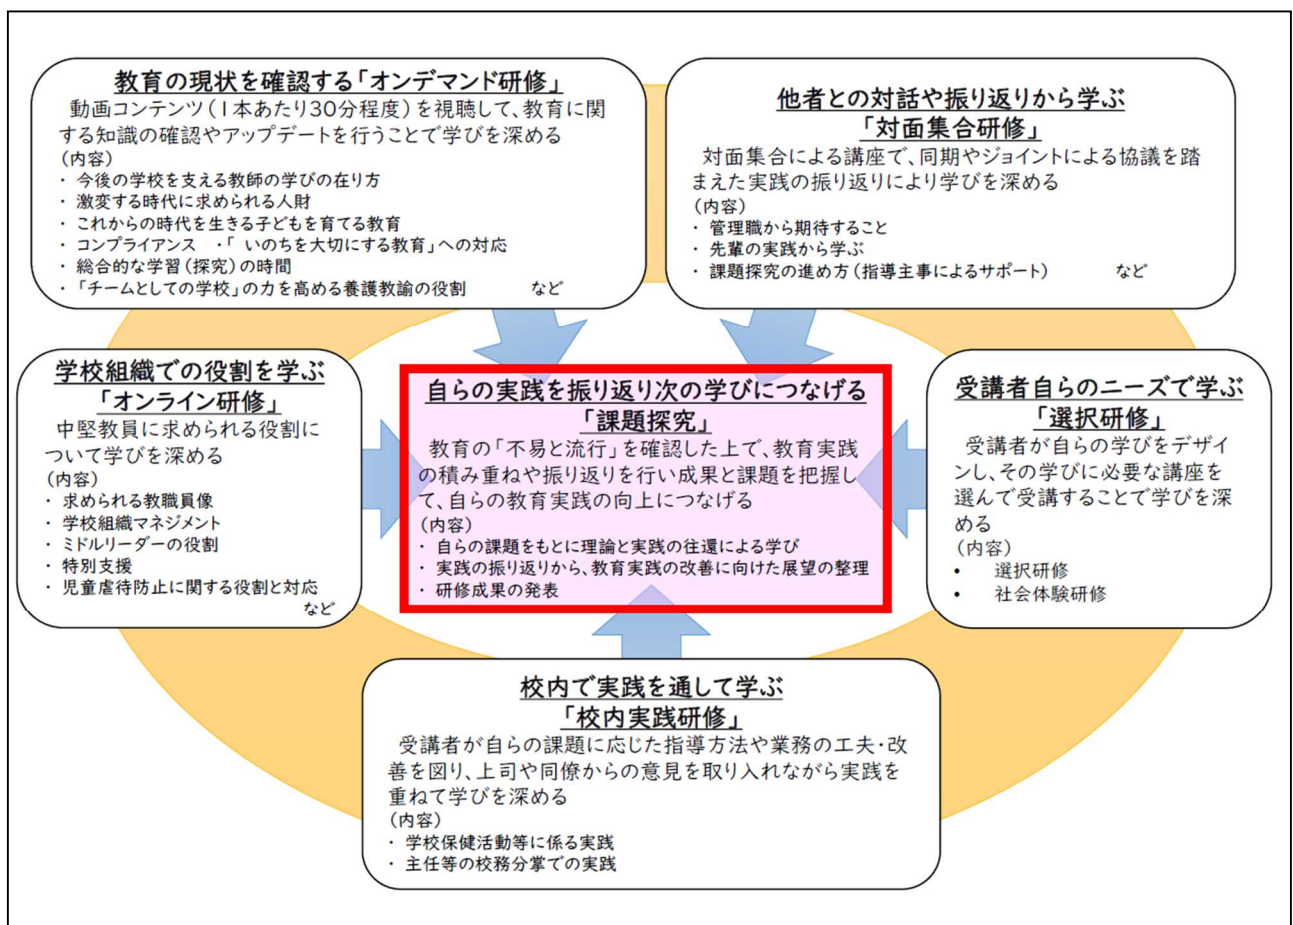 教育の現状を確認する「オンデマンド研修」
動画コンテンツ(1本あたり30分程度)を視聴して、教育に関
する知識の確認やアップデートを行うことで学びを深める
(内容)
・ 今後の学校を支える教師の学びの在り方
・ 激変する時代に求められる人財
・ これからの時代を生きる子どもを育てる教育
・ コンプライアンス ・「 いのちを大切にする教育」への対応
・ 総合的な学習(探究)の時間
・ 「チームとしての学校」の力を高める養護教諭の役割 など
他者との対話や振り返りから学ぶ
「対面集合研修」
対面集合による講座で、同期やジョイントによる協議を踏
まえた実践の振り返りにより学びを深める
(内容)
・ 管理職から期待すること
・ 先輩の実践から学ぶ
・ 課題探究の進め方(指導主事によるサポート) など
学校組織での役割を学ぶ
「オンライン研修」
中堅教員に求められる役割に
ついて学びを深める
(内容)
・ 求められる教職員像
・ 学校組織マネジメント
・ ミドルリーダーの役割
・ 特別支援
・ 児童虐待防止に関する役割と対応
など
自らの実践を振り返り次の学びにつなげる
「課題探究」
教育の「不易と流行」を確認した上で、教育実践
の積み重ねや振り返りを行い成果と課題を把握し
て、自らの教育実践の向上につなげる
(内容)
・ 自らの課題をもとに理論と実践の往還による学び
・ 実践の振り返りから、教育実践の改善に向けた展望の整理
・ 研修成果の発表
受講者自らのニーズで学ぶ
「選択研修」
受講者が自らの学びをデザイ
ンし、その学びに必要な講座を
選んで受講することで学びを深
める
(内容)
• 選択研修
• 社会体験研修
校内で実践を通して学ぶ
「校内実践研修」
受講者が自らの課題に応じた指導方法や業務の工夫・改
善を図り、上司や同僚からの意見を取り入れながら実践を
重ねて学びを深める
(内容)
・ 学校保健活動等に係る実践
・ 主任等の校務分掌での実践